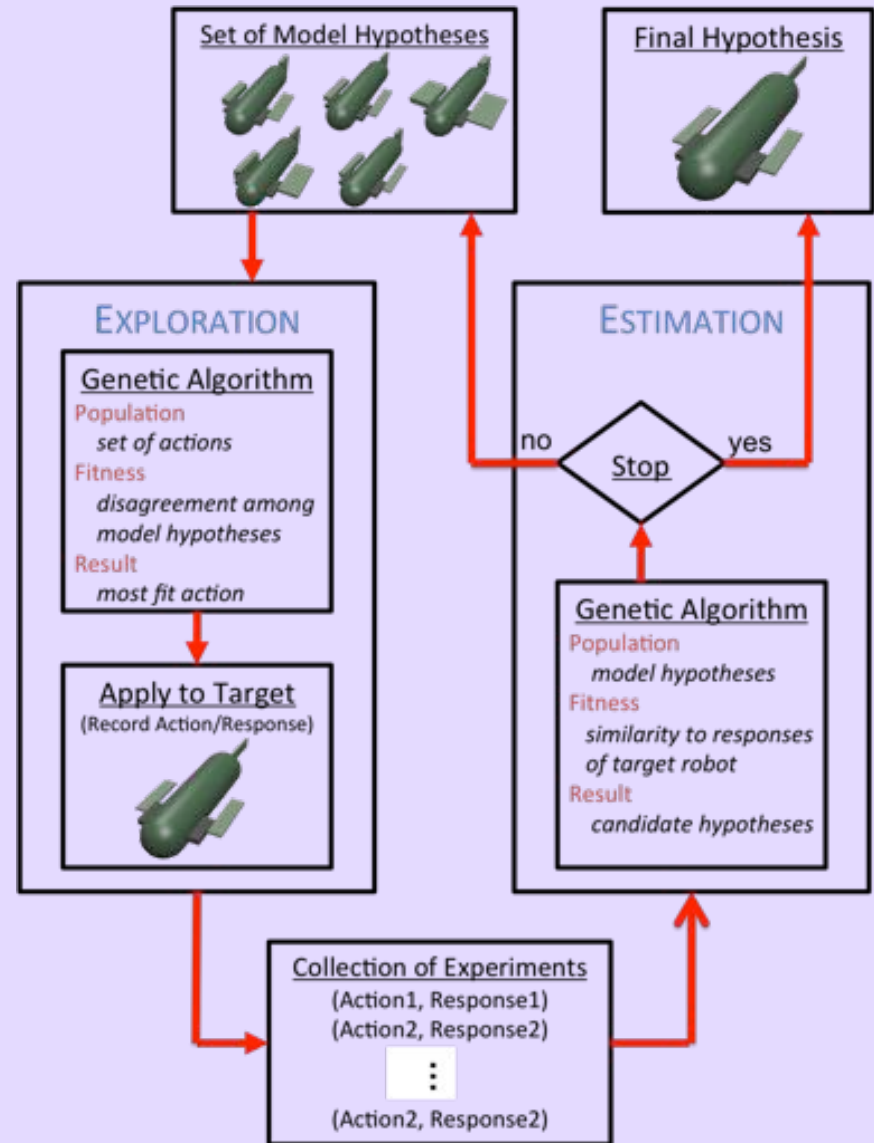 Set of Model Hypotheses
Final Hypothesis
EXPLORATION
Genetic Algorithm
Population
set of actions
Fitness
disagreement among
model hypotheses
Result
most fit action
Apply to Target
(Record Action/Response)
Collection of Experiments
(Action1, Response1)
(Action2, Response2)
⋮
(Action2, Response2)
ESTIMATION
no
Stop
yes
Genetic Algorithm
Population
model hypotheses
Fitness
similarity to responses
of target robot
Result
candidate hypotheses